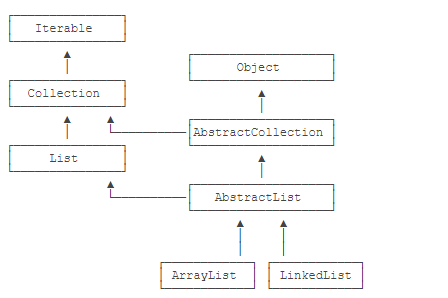 Iterable
Object
Collection
AbstractCollection
List
AbstractList
ArrayList
LinkedList